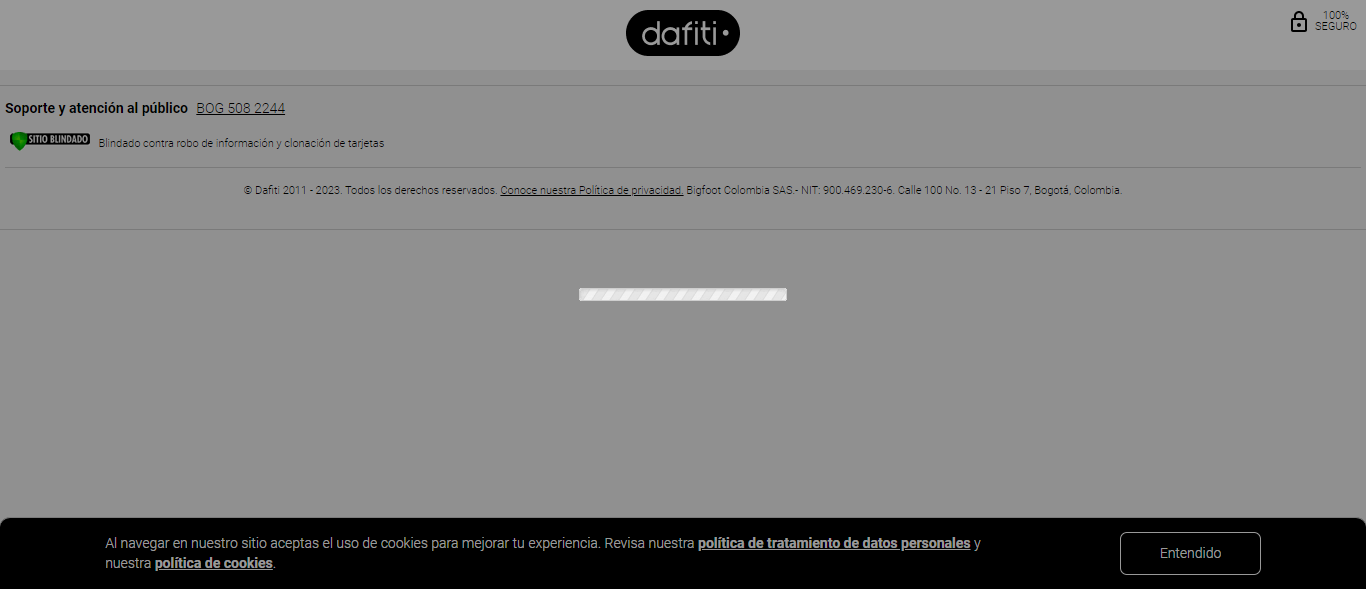 dafiti
100%
SEGURO
Soporte y atención al público BOG 508 2244
SITIO BLINDADO Blindado contra robo de información y clonación de tarjetas
© Dafiti 2011 - 2023. Todos los derechos reservados. Conoce nuestra Política de privacidad. Bigfoot Colombia SAS.- NIT: 900.469.230-6. Calle 100 No. 13 - 21 Piso 7, Bogotá, Colombia.
Al navegar en nuestro sitio aceptas el uso de cookies para mejorar tu experiencia. Revisa nuestra política de tratamiento de datos personales y
nuestra política de cookies.
Entendido